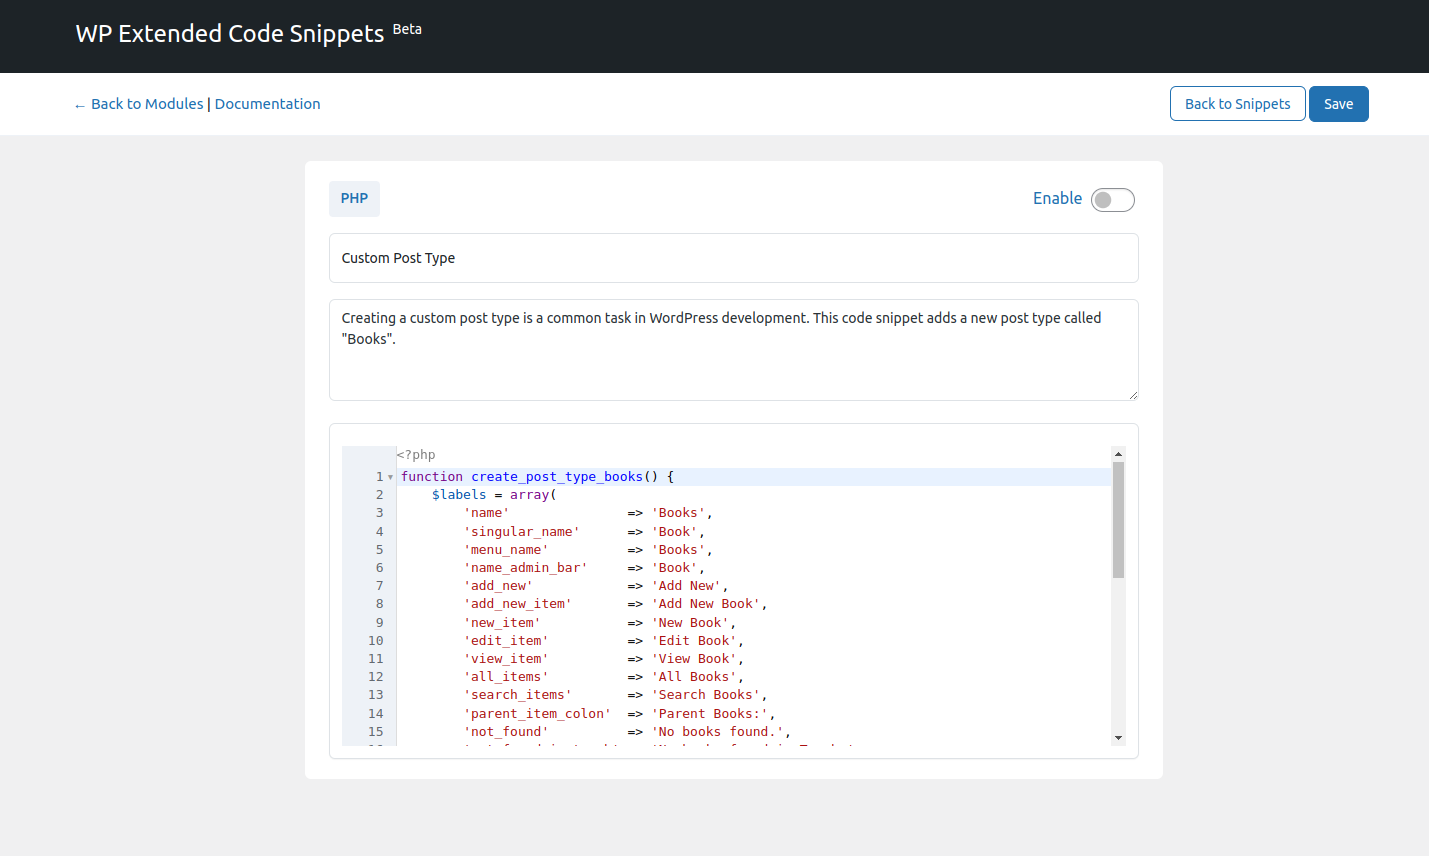 WP Extended Code Snippets Beta
← Back to Modules | Documentation
Back to Snippets Save
PHP
Enable
Custom Post Type
Creating a custom post type is a common task in WordPress development. This code snippet adds a new post type called
"Books".
<?php
1 function create_post_type_books() {
2     $labels = array(
3         'name'               => 'Books',
4         'singular_name'      => 'Book',
5         'menu_name'          => 'Books',
6         'name_admin_bar'     => 'Book',
7         'add_new'            => 'Add New',
8         'add_new_item'       => 'Add New Book',
9         'new_item'           => 'New Book',
10         'edit_item'          => 'Edit Book',
11         'view_item'          => 'View Book',
12         'all_items'          => 'All Books',
13         'search_items'       => 'Search Books',
14         'parent_item_colon'  => 'Parent Books:',
15         'not_found'          => 'No books found.',